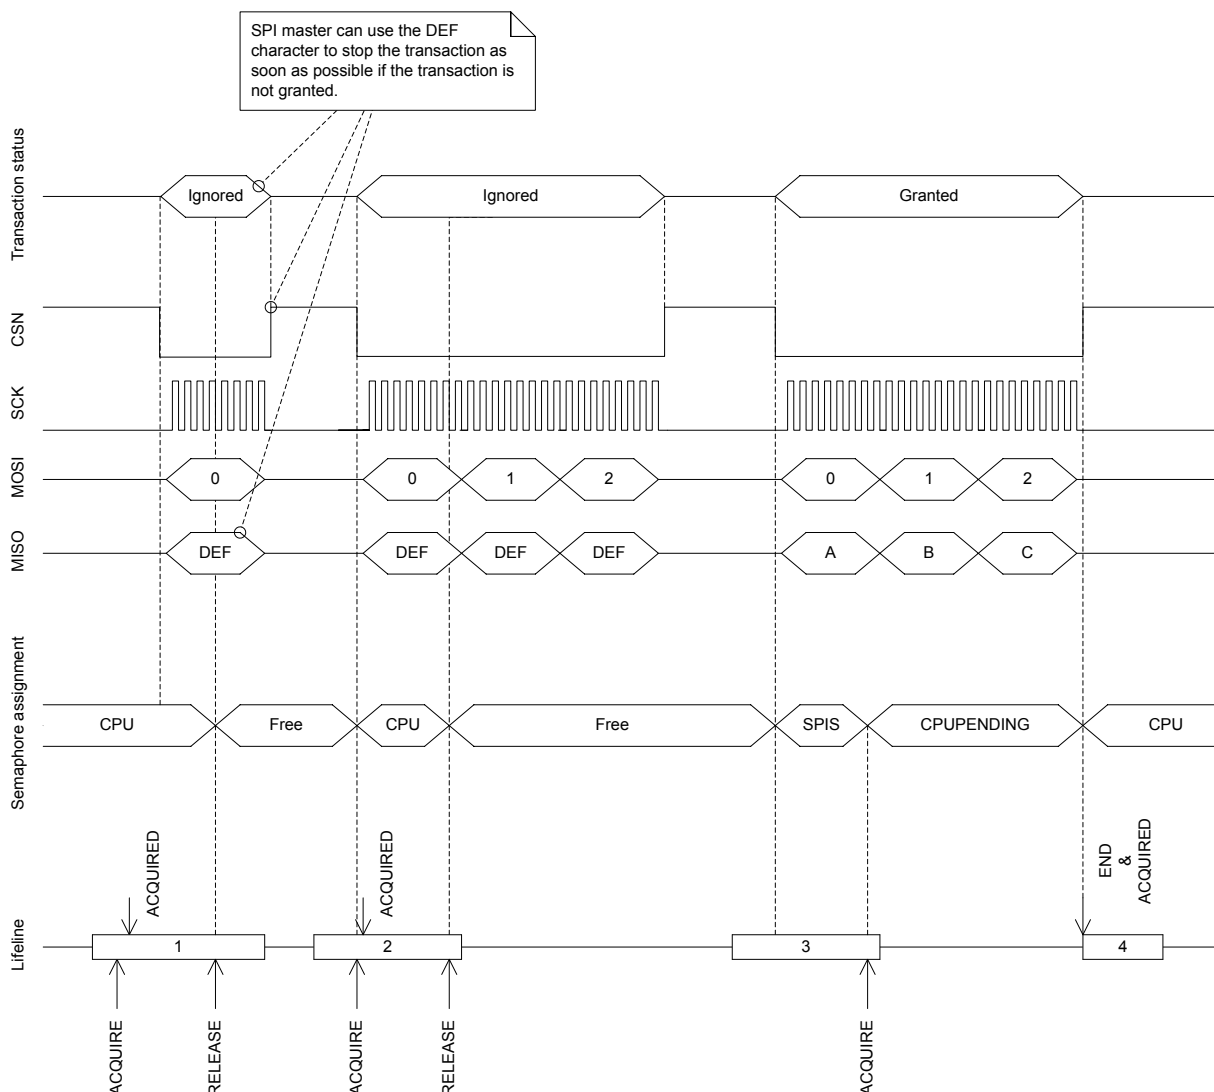 SPI master can use the DEF
character to stop the transaction as
soon as possible if the transaction is
not granted.
Transaction status
Ignored
Ignored
Granted
CSN
SCK
MOSI
0
0
1
2
0
1
2
MISO
DEF
DEF
DEF
DEF
A
B
C
Semaphore assignment
CPU
Free
CPU
Free
SPIS
CPUPENDING
CPU
ACQUIRED
ACQUIRED
END
&
ACQUIRED
Lifeline
1
2
3
4
ACQUIRE
RELEASE
ACQUIRE
RELEASE
ACQUIRE